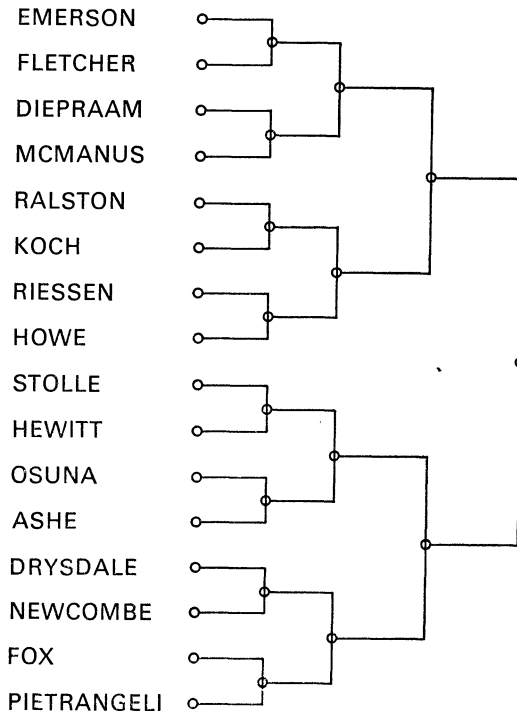 EMERSON
FLETCHER
DIEPRAAM
MCMANUS
RALSTON
KOCH
RIESSEN
HOWE
STOLLE
HEWITT
OSUNA
ASHE
DRYSDALE
NEWCOMBE
FOX
PIETRANGELI